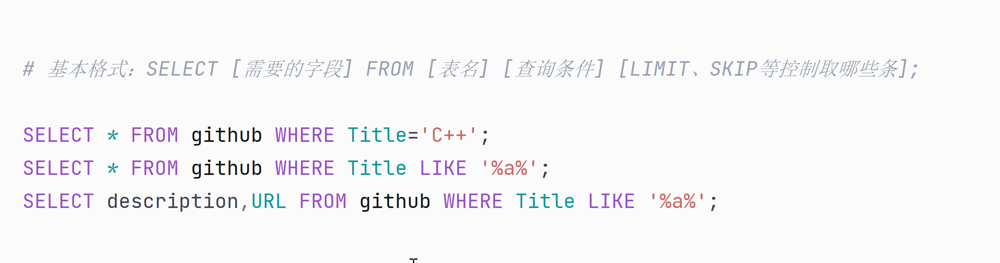 # 基本格式：SELECT [需要的字段] FROM [表名] [查询条件] [LIMIT、SKIP等控制取哪些条];
SELECT * FROM github WHERE Title='C++';
SELECT * FROM github WHERE Title LIKE '%a%';
SELECT description,URL FROM github WHERE Title LIKE '%a%';